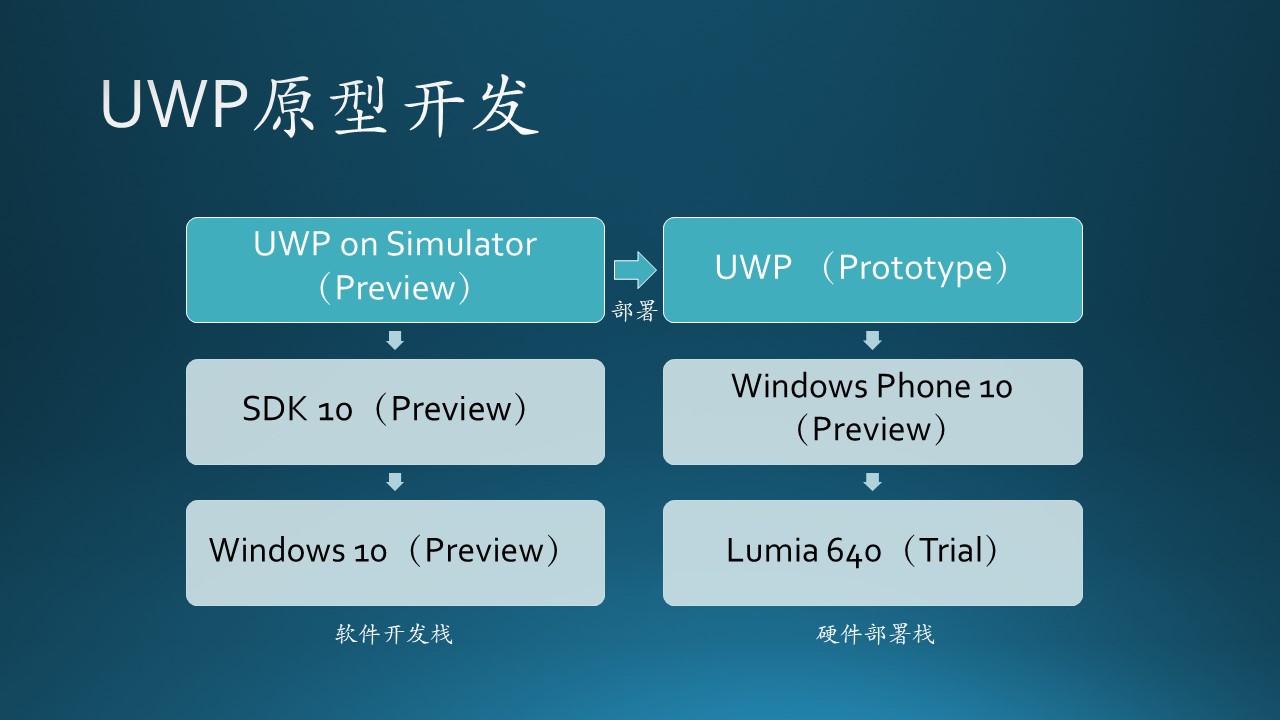 UWP原型开发
UWP on Simulator
（Preview）
部署
UWP （Prototype）
SDK 10（Preview）
Windows Phone 10
（Preview）
Windows 10（Preview）
Lumia 640（Trial）
软件开发栈
硬件部署栈